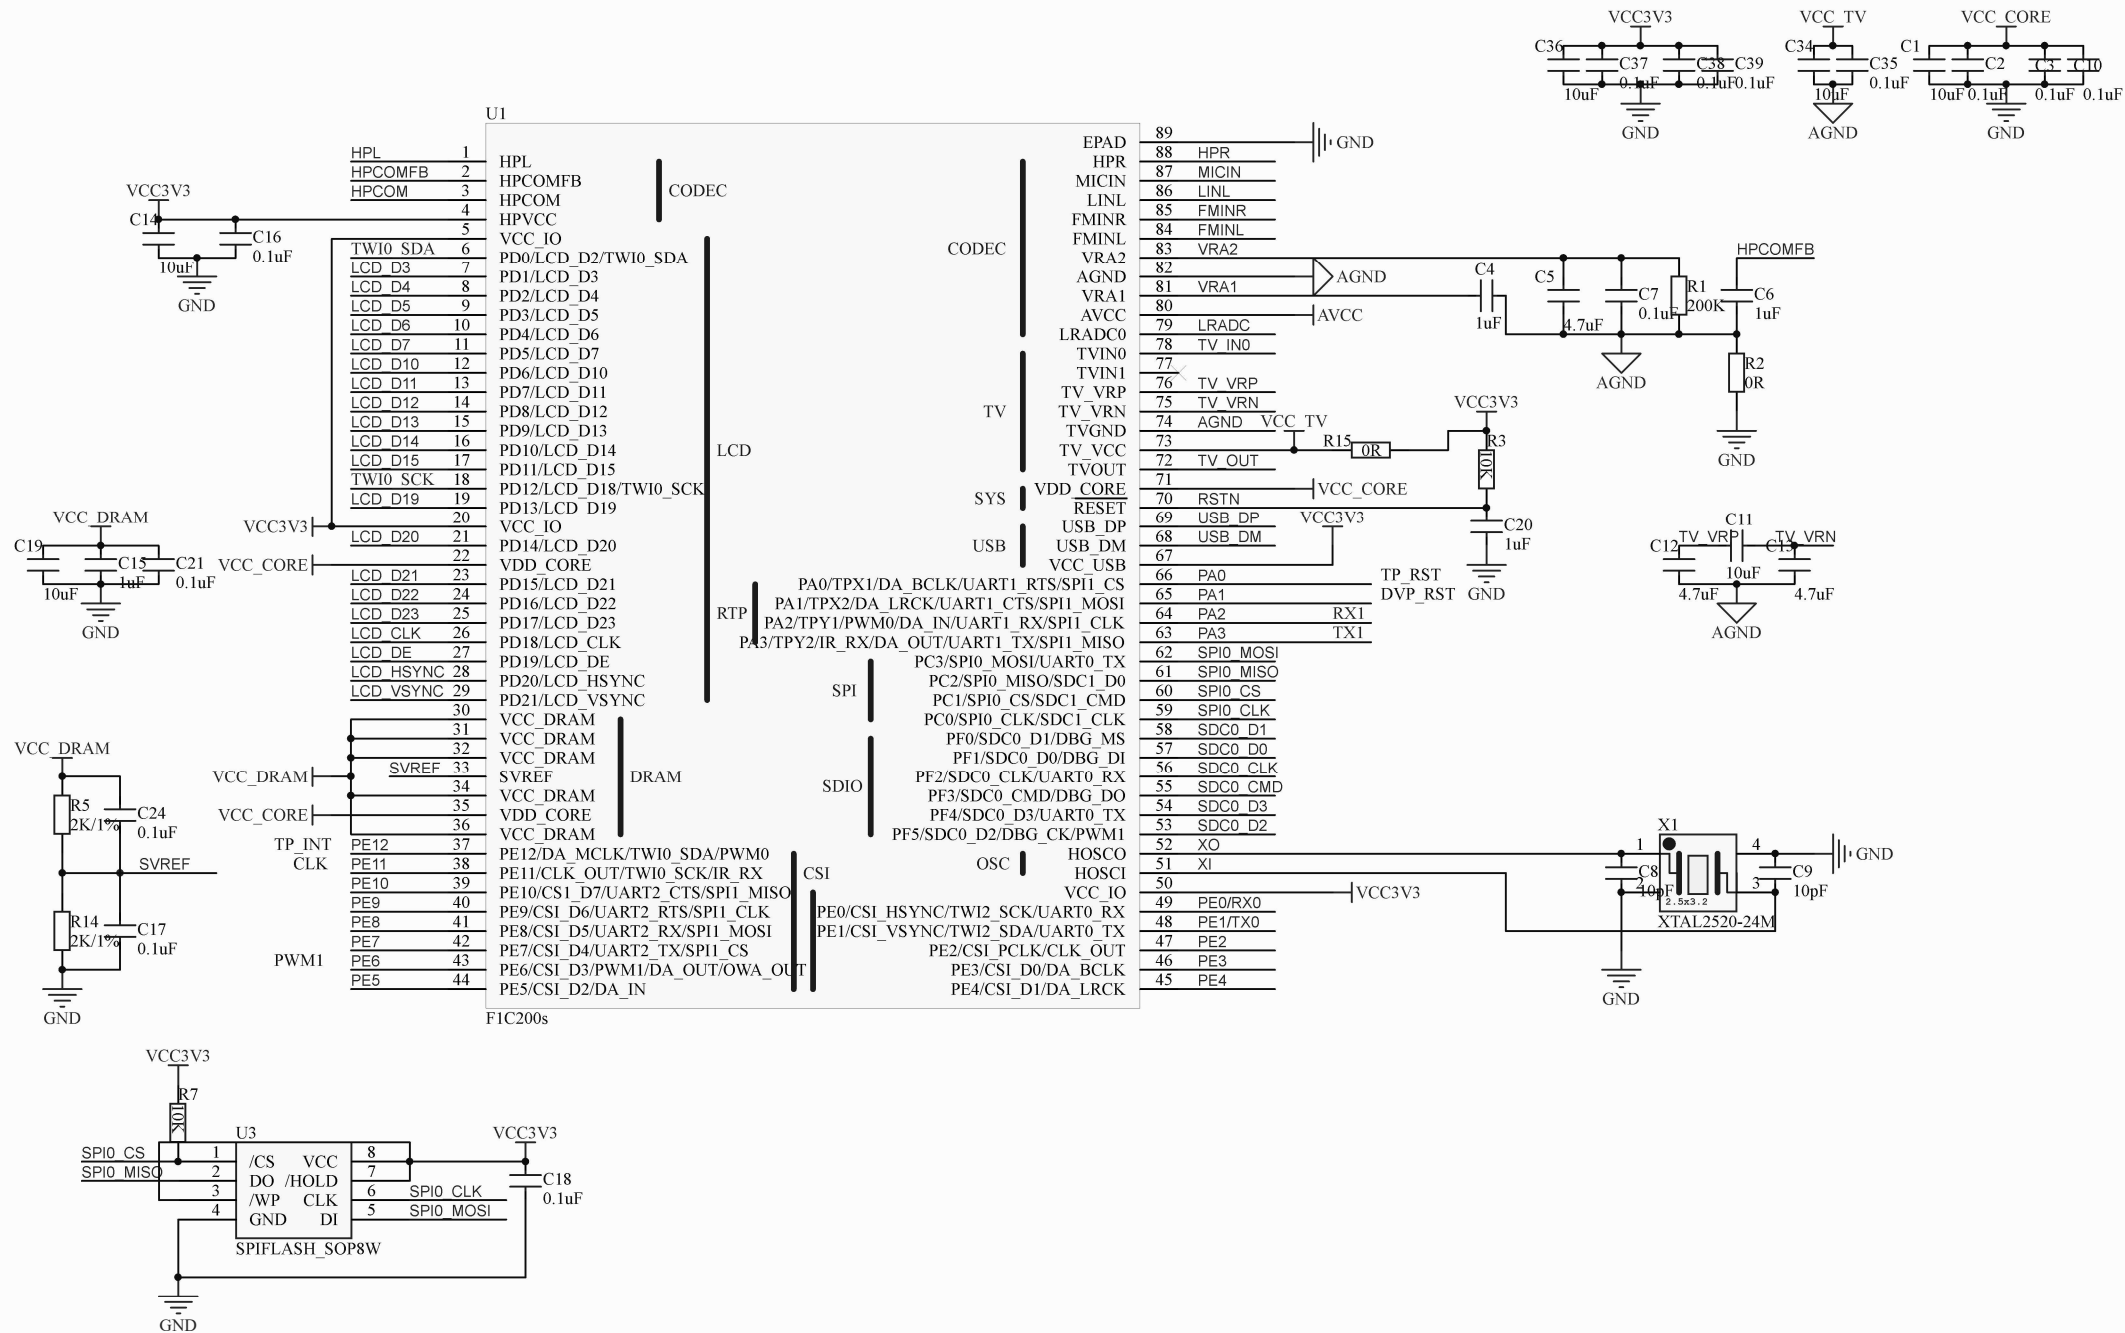 VCC3V3
C36
C37
0.1uF
C38
0.1uF
C39
0.1uF
10uF
GND
VCC_TV
C34
C35
0.1uF
10uF
AGND
VCC_CORE
C1
C2
C3
C10
10uF 0.1uF
0.1uF 0.1uF
GND
U1
HPL 1 HPL
HPCOMFB 2 HPCOMFB
HPCOM 3 HPCOM
4 HPVCC
5 VCC_IO
TWI0_SDA 6 PD0/LCD_D2/TWI0_SDA
LCD_D3 7 PD1/LCD_D3
LCD_D4 8 PD2/LCD_D4
LCD_D5 9 PD3/LCD_D5
LCD_D6 10 PD4/LCD_D6
LCD_D7 11 PD5/LCD_D7
LCD_D10 12 PD6/LCD_D10
LCD_D11 13 PD7/LCD_D11
LCD_D12 14 PD8/LCD_D12
LCD_D13 15 PD9/LCD_D13
LCD_D14 16 PD10/LCD_D14
LCD_D15 17 PD11/LCD_D15
TWI0_SCK 18 PD12/LCD_D18/TWI0_SCK
LCD_D19 19 PD13/LCD_D19
VCC3V3 20 VCC_IO
LCD_D20 21 PD14/LCD_D20
VCC_CORE 22 VDD_CORE
LCD_D21 23 PD15/LCD_D21
LCD_D22 24 PD16/LCD_D22
LCD_D23 25 PD17/LCD_D23
LCD_CLK 26 PD18/LCD_CLK
LCD_DE 27 PD19/LCD_DE
LCD_HSYNC 28 PD20/LCD_HSYNC
LCD_VSYNC 29 PD21/LCD_VSYNC
30 VCC_DRAM
31 VCC_DRAM
32 VCC_DRAM
VCC_DRAM SVREF 33 SVREF
34 VCC_DRAM
VCC_CORE 35 VDD_CORE
36 VCC_DRAM
TP_INT PE12 37 PE12/DA_MCLK/TWI0_SDA/PWM0
CLK PE11 38 PE11/CLK_OUT/TWI0_SCK/IR_RX
PE10 39 PE10/CS1_D7/UART2_CTS/SPI1_MISO
PE9 40 PE9/CSI_D6/UART2_RTS/SPI1_CLK
PE8 41 PE8/CSI_D5/UART2_RX/SPI1_MOSI
PE7 42 PE7/CSI_D4/UART2_TX/SPI1_CS
PWM1 PE6 43 PE6/CSI_D3/PWM1/DA_OUT/OWA_OUT
PE5 44 PE5/CSI_D2/DA_IN
F1C200s
CODEC
LCD
RTP
DRAM
CSI
CODEC
TV
SYS
USB
SPI
SDIO
OSC
EPAD 89 GND
HPR 88 HPR
MICIN 87 MICIN
LINL 86 LINL
FMINR 85 FMINR
FMINL 84 FMINL
VRA2 83 VRA2
AGND 82 AGND
VRA1 81 VRA1
AVCC 80 AVCC
LRADC0 79 LRADC
TVIN0 78 TV_IN0
TVIN1 77
TV_VRP 76 TV_VRP
TV_VRN 75 TV_VRN
TVGND 74 AGND
TV_VCC 73
TVOUT 72 TV_OUT
VDD_CORE 71 VCC_CORE
RESET 70 RSTN
USB_DP 69 USB_DP
USB_DM 68 USB_DM
VCC_USB 67
PA0/TPX1/DA_BCLK/UART1_RTS/SPI1_CS 66 PA0 TP_RST
PA1/TPX2/DA_LRCK/UART1_CTS/SPI1_MOSI 65 PA1 DVP_RST
PA2/TPY1/PWM0/DA_IN/UART1_RX/SPI1_CLK 64 PA2 RX1
PA3/TPY2/IR_RX/DA_OUT/UART1_TX/SPI1_MISO 63 PA3 TX1
PC3/SPI0_MOSI/UART0_TX 62 SPI0_MOSI
PC2/SPI0_MISO/SDC1_D0 61 SPI0_MISO
PC1/SPI0_CS/SDC1_CMD 60 SPI0_CS
PC0/SPI0_CLK/SDC1_CLK 59 SPI0_CLK
PF0/SDC0_D1/DBG_MS 58 SDC0_D1
PF1/SDC0_D0/DBG_DI 57 SDC0_D0
PF2/SDC0_CLK/UART0_RX 56 SDC0_CLK
PF3/SDC0_CMD/DBG_DO 55 SDC0_CMD
PF4/SDC0_D3/UART0_TX 54 SDC0_D3
PF5/SDC0_D2/DBG_CK/PWM1 53 SDC0_D2
HOSCO 52 XO
HOSCI 51 XI
VCC_IO 50 VCC3V3
PE0/CSI_HSYNC/TWI2_SCK/UART0_RX 49 PE0/RX0
PE1/CSI_VSYNC/TWI2_SDA/UART0_TX 48 PE1/TX0
PE2/CSI_PCLK/CLK_OUT 47 PE2
PE3/CSI_D0/DA_BCLK 46 PE3
PE4/CSI_D1/DA_LRCK 45 PE4
VCC3V3
C14
C16
0.1uF
10uF
GND
VCC_DRAM
C19
C15
1uF
C21
0.1uF
10uF
GND
VCC_DRAM
R5
2K/1%
C24
0.1uF
SVREF
R14
2K/1%
C17
0.1uF
GND
HPCOMFB
C4
1uF
C5
4.7uF
C7
0.1uF
R1
200K
C6
1uF
AGND
R2
0R
GND
VCC_TV
R15
0R
VCC3V3
R3
10K
C20
1uF
GND
VCC3V3
C11
TV_VRP
TV_VRN
C12
C13
10uF
4.7uF
4.7uF
AGND
X1
1
4
GND
C8
10pF
2
3
C9
10pF
2.5x3.2
XTAL2520-24M
GND
VCC3V3
R7
10K
U3
VCC3V3
SPI0_CS 1 /CS VCC 8
SPI0_MISO 2 DO /HOLD 7
3 /WP CLK 6 SPI0_CLK
4 GND DI 5 SPI0_MOSI
C18
0.1uF
SPIFLASH_SOP8W
GND